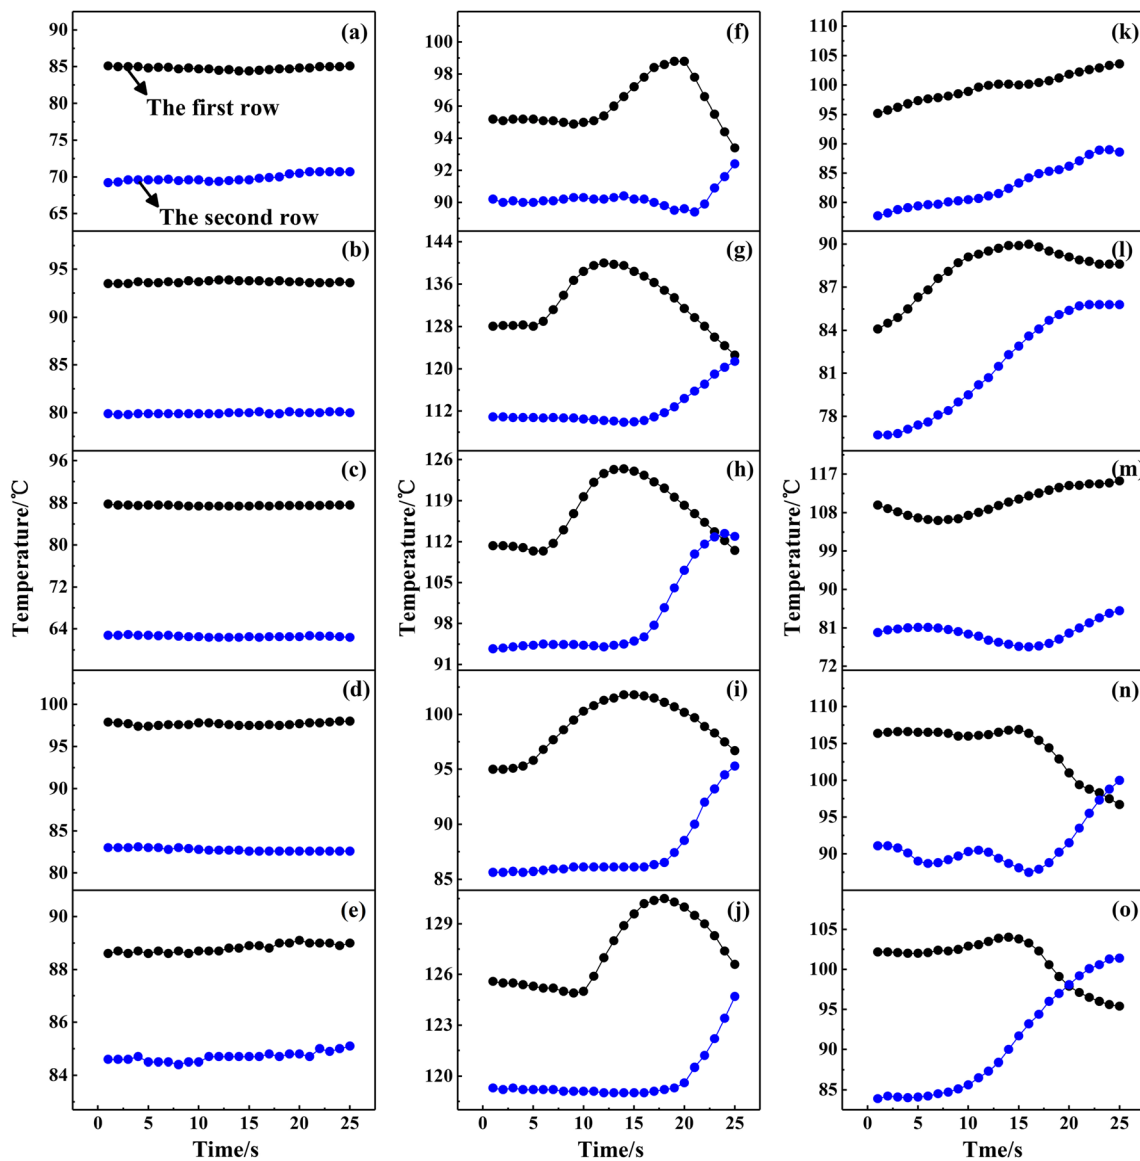 (a)
90
85
80
75
70
65
The first row
The second row
(b)
95
90
85
80
(c)
96
88
80
72
64
(d)
98
93
88
83
(e)
90
88
86
84
0 5 10 15 20 25
Time/s
Temperature/℃
(f)
100
98
96
94
92
90
(g)
144
136
128
120
112
(h)
126
119
112
105
98
91
(i)
100
95
90
85
(j)
129
126
123
120
0 5 10 15 20 25
Time/s
Temperature/℃
(k)
110
105
100
95
90
85
80
(l)
90
87
84
81
78
(m)
117
108
99
90
81
72
(n)
110
105
100
95
90
(o)
105
100
95
90
85
0 5 10 15 20 25
Tme/s
Temperature/℃